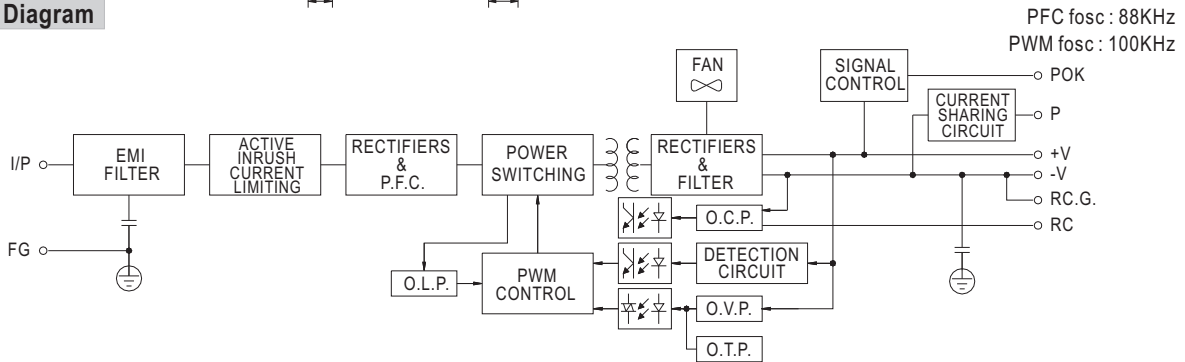 Diagram
PFC fosc : 88KHz
PWM fosc : 100KHz
FAN
SIGNAL
CONTROL
POK
CURRENT
SHARING
CIRCUIT
P
I/P
EMI
FILTER
ACTIVE
INRUSH
CURRENT
LIMITING
RECTIFIERS
&
P.F.C.
POWER
SWITCHING
RECTIFIERS
&
FILTER
+V
-V
RC.G.
RC
O.C.P.
FG
O.L.P.
PWM
CONTROL
DETECTION
CIRCUIT
O.V.P.
O.T.P.